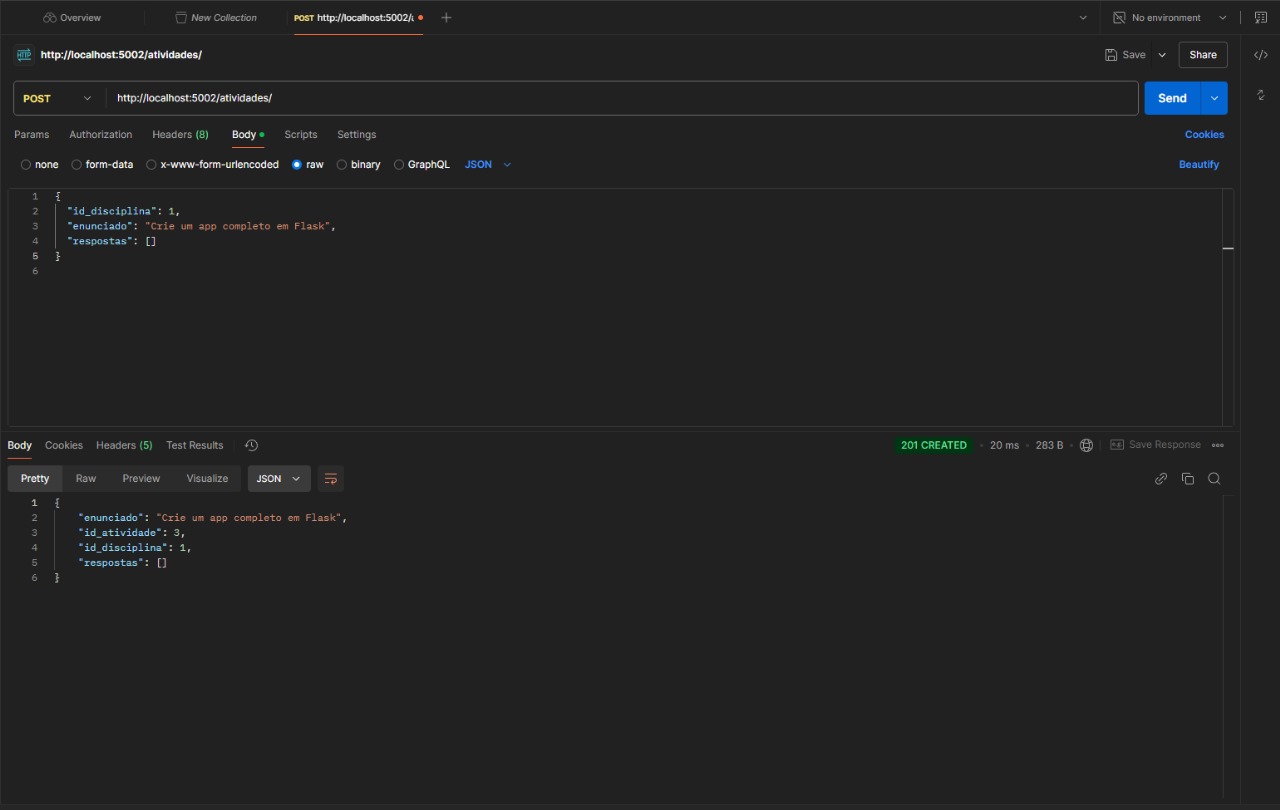 Overview New Collection POST http://localhost:5002/a No environment
HTTP http://localhost:5002/atividades/ Save Share
POST http://localhost:5002/atividades/ Send
Params Authorization Headers (8) Body Scripts Settings Cookies
none form-data x-www-form-urlencoded raw binary GraphQL JSON Beautify
1 {
2 "id_disciplina": 1,
3 "enunciado": "Crie um app completo em Flask",
4 "respostas": []
5 }
6
Body Cookies Headers (5) Test Results 201 CREATED 20 ms 283 B Save Response
Pretty Raw Preview Visualize JSON
1 {
2 "enunciado": "Crie um app completo em Flask",
3 "id_atividade": 3,
4 "id_disciplina": 1,
5 "respostas": []
6 }